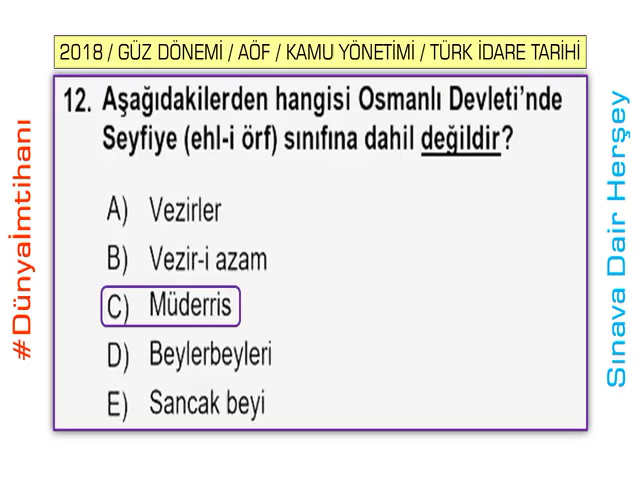 2018 / GÜZ DÖNEMİ / AÖF / KAMU YÖNETİMİ / TÜRK İDARE TARİHİ
12. Aşağıdakilerden hangisi Osmanlı Devleti'nde
Seyfiye (ehl-i örf) sınıfına dahil değildir?
A) Vezirler
B) Vezir-i azam
C) Müderris
D) Beylerbeyleri
E) Sancak beyi
#Dünyaİmtihanı
Sınava Dair Herşey